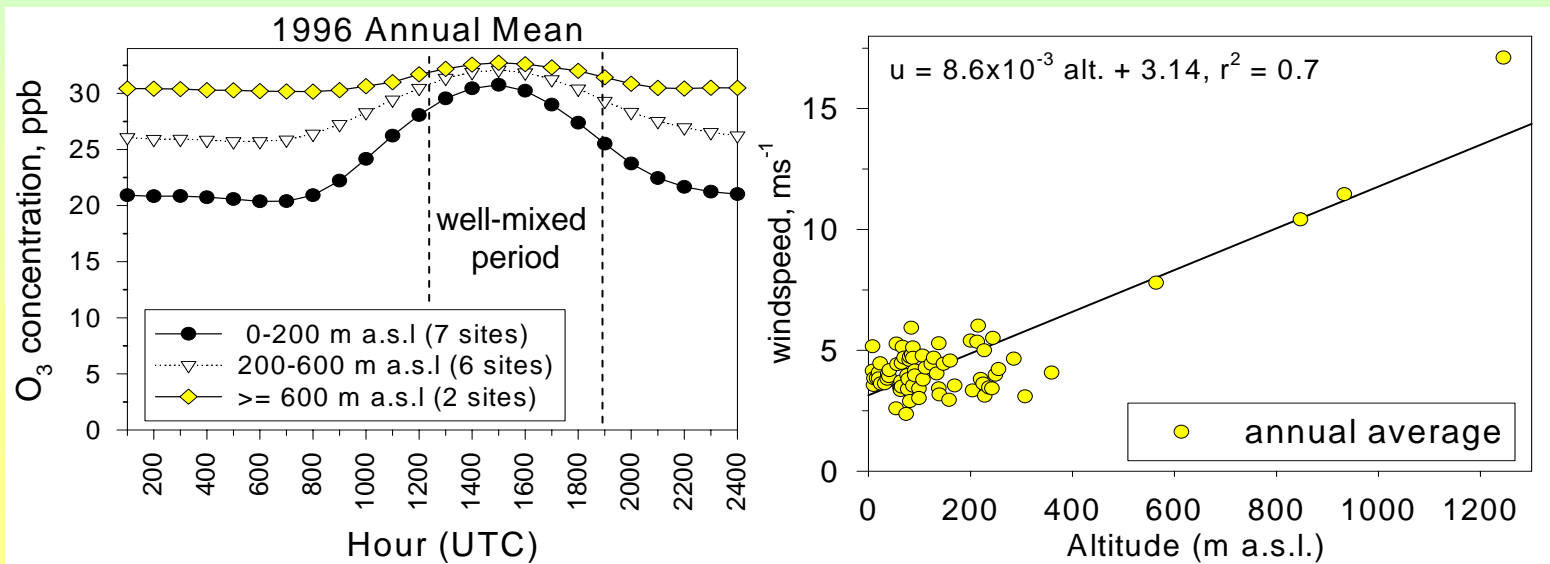 1996 Annual Mean
O₃ concentration, ppb
30
25
20
15
10
5
0
well-mixed
period
0-200 m a.s.l (7 sites)
200-600 m a.s.l (6 sites)
>= 600 m a.s.l (2 sites)
200
400
600
800
1000
1200
1400
1600
1800
2000
2200
2400
Hour (UTC)
u = 8.6x10⁻³ alt. + 3.14, r² = 0.7
windspeed, ms⁻¹
15
10
5
0
annual average
0
200
400
600
800
1000
1200
Altitude (m a.s.l.)